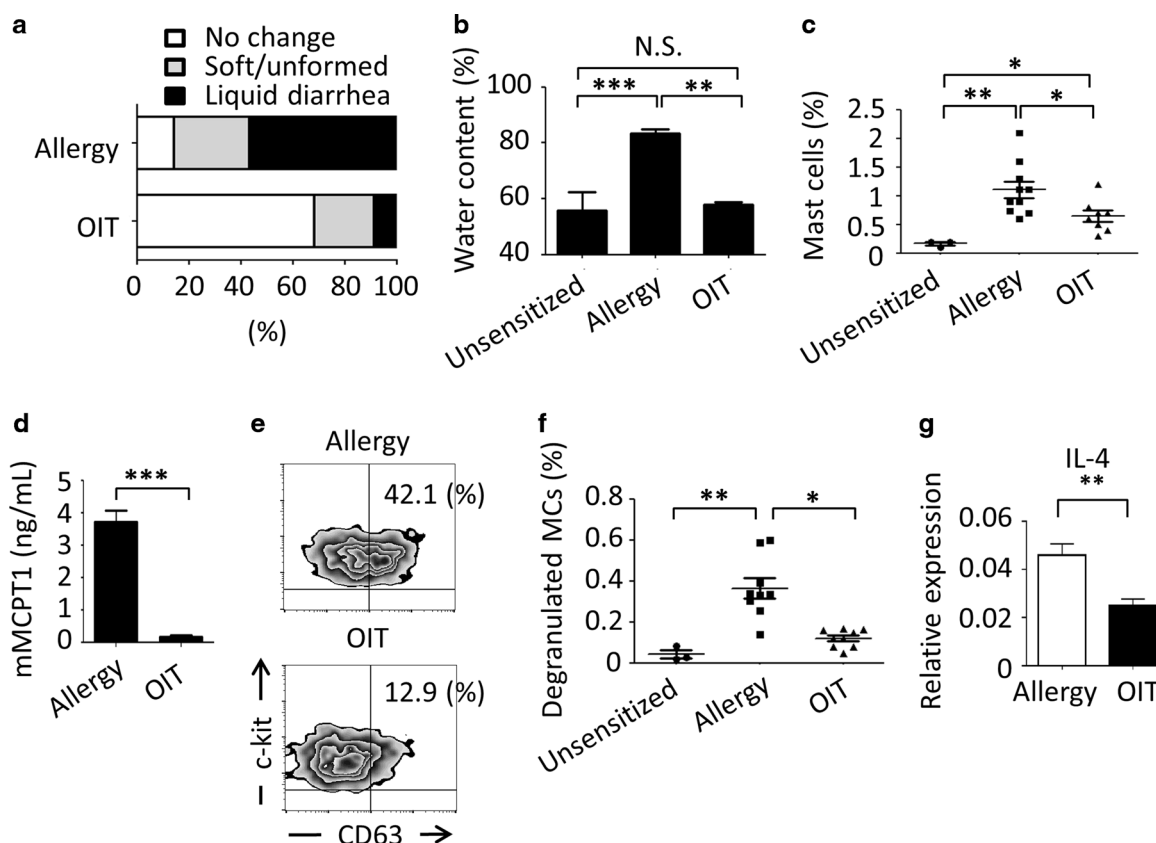 a
No change
Soft/unformed
Liquid diarrhea
Allergy
OIT
0 20 40 60 80 100
(%)
b
N.S.
*** **
Water content (%)
100
80
60
40
Unsensitized Allergy OIT
c
*
** *
Mast cells (%)
2.5
2
1.5
1
0.5
0
Unsensitized Allergy OIT
d
***
mMCPT1 (ng/mL)
5
4
3
2
1
0
Allergy OIT
e
Allergy
42.1 (%)
OIT
12.9 (%)
c-kit
CD63
f
** *
Degranulated MCs (%)
0.8
0.6
0.4
0.2
0
Unsensitized Allergy OIT
g
IL-4
**
Relative expression
0.06
0.04
0.02
0
Allergy OIT